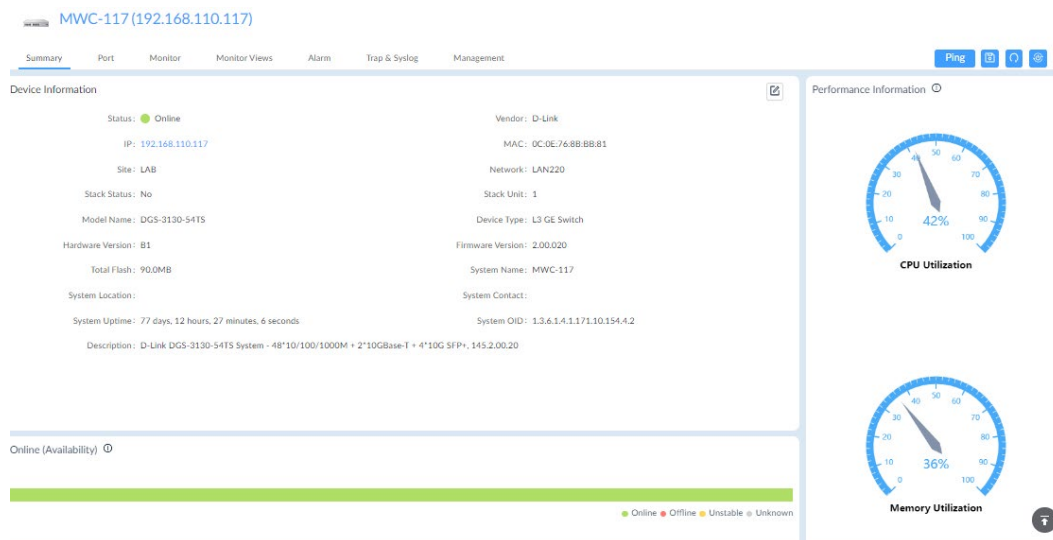 MWC-117(192.168.110.117)
Summary Port Monitor Monitor Views Alarm Trap & Syslog Management Ping
Device Information
Status: Online Vendor: D-Link
IP: 192.168.110.117 MAC: 0C:0E:76:8B:BB:81
Site: LAB Network: LAN220
Stack Status: No Stack Unit: 1
Model Name: DGS-3130-54TS Device Type: L3 GE Switch
Hardware Version: B1 Firmware Version: 2.00.020
Total Flash: 90.0MB System Name: MWC-117
System Location: System Contact:
System Uptime: 77 days, 12 hours, 27 minutes, 6 seconds System OID: 1.3.6.1.4.1.171.10.154.4.2
Description: D-Link DGS-3130-54TS System - 48*10/100/1000M + 2*10GBase-T + 4*10G SFP+, 145.2.00.20
Online (Availability)
Online Offline Unstable Unknown
Performance Information
0 10 20 30 40 50 60 70 80 90 100
42%
CPU Utilization
0 10 20 30 40 50 60 70 80 90 100
36%
Memory Utilization